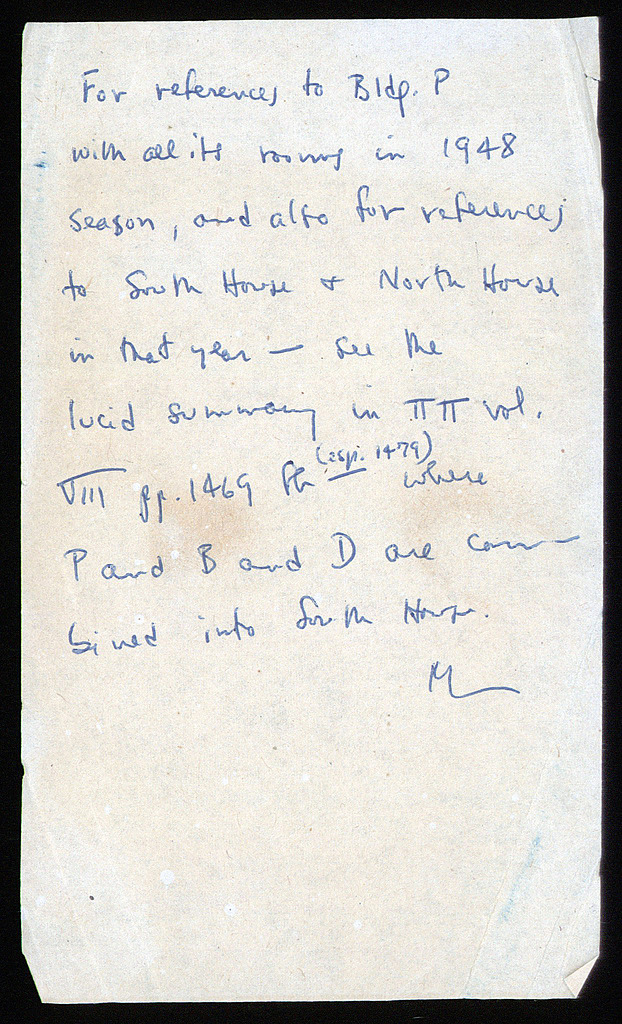 For references to Bldg. P
with all its rooms in 1948
season, and also for references
to South House & North House
in that year — see the
lucid summary in ΠΠ vol.
VIII pp. 1469 ff (esp. 1479) where
P and B and D are com-
bined into South House.
M